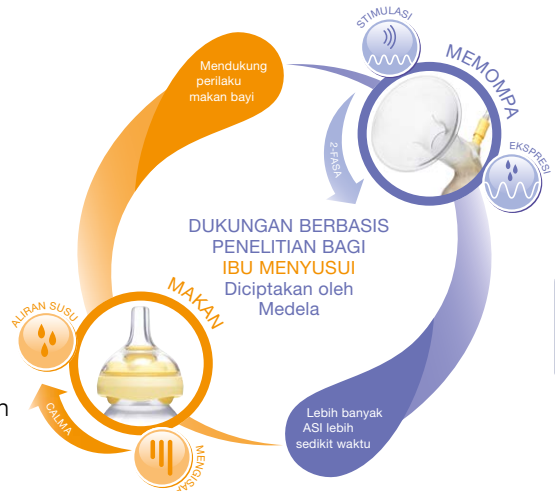 STIMULASI
MEMOMPA
EKSPRESI
2-FASA
Mendukung
perilaku
makan bayi
DUKUNGAN BERBASIS
PENELITIAN BAGI
IBU MENYUSUI
Diciptakan oleh
Medela
MAKAN
ALIRAN SUSU
CALMA
Lebih banyak
ASI lebih
sedikit waktu